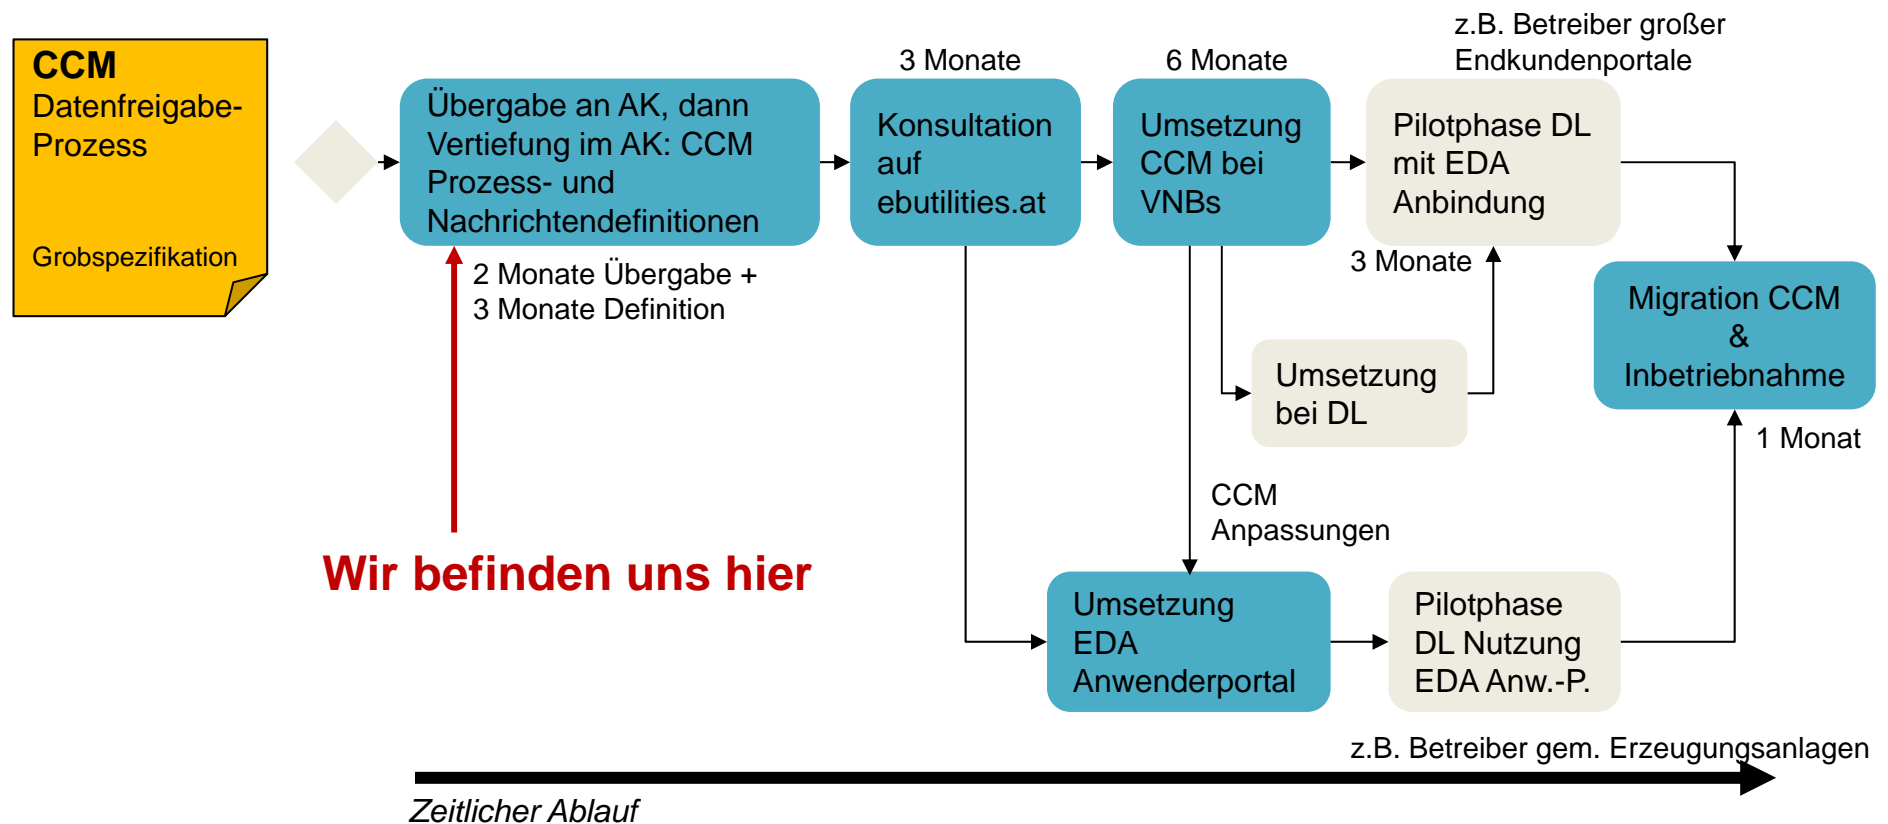 CCM
Datenfreigabe-
Prozess
Grobspezifikation
Übergabe an AK, dann
Vertiefung im AK: CCM
Prozess- und
Nachrichtendefinitionen
2 Monate Übergabe +
3 Monate Definition
Wir befinden uns hier
3 Monate
Konsultation
auf
ebutilities.at
6 Monate
Umsetzung
CCM bei
VNBs
z.B. Betreiber großer
Endkundenportale
Pilotphase DL
mit EDA
Anbindung
3 Monate
Umsetzung
bei DL
Migration CCM
&
Inbetriebnahme
1 Monat
CCM
Anpassungen
Umsetzung
EDA
Anwenderportal
Pilotphase
DL Nutzung
EDA Anw.-P.
z.B. Betreiber gem. Erzeugungsanlagen
Zeitlicher Ablauf